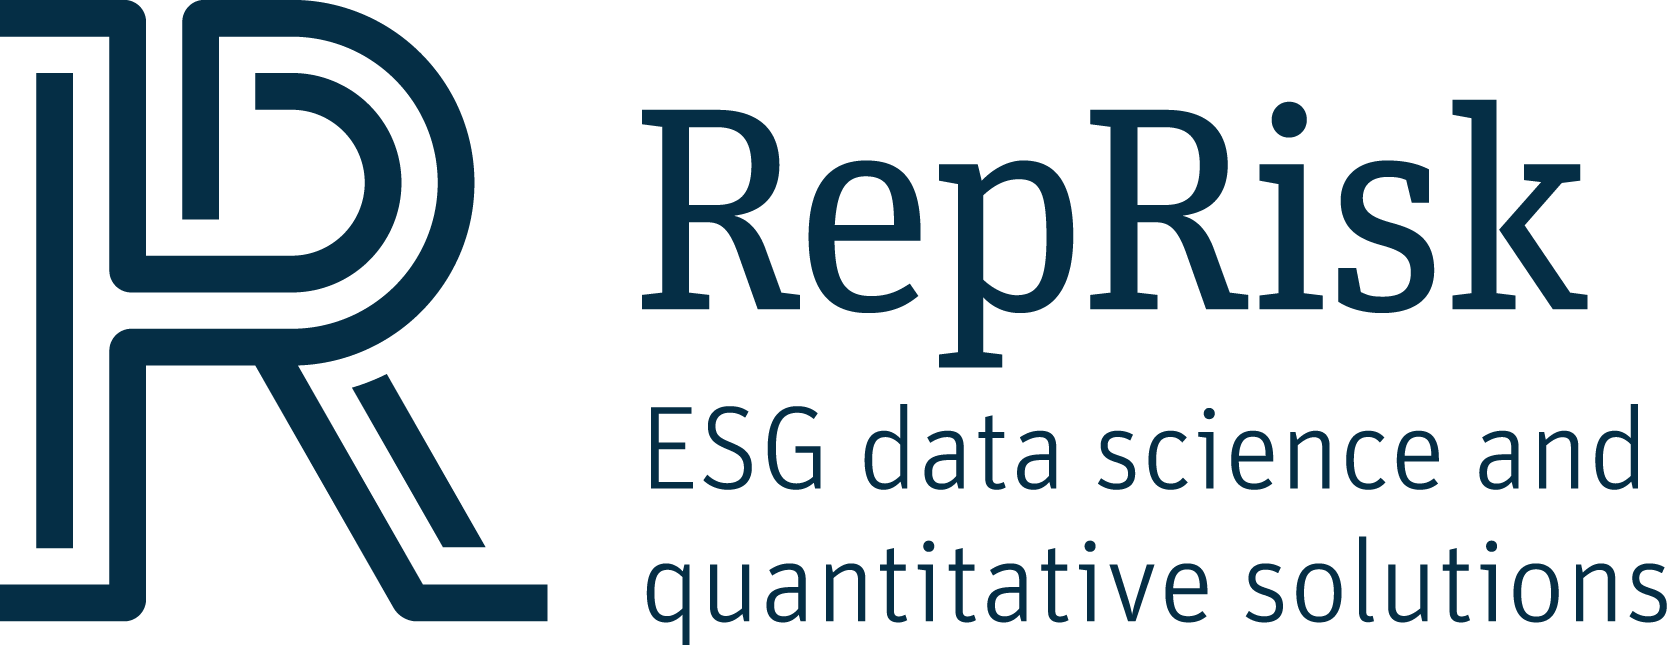 RepRisk
ESG data science and
quantitative solutions